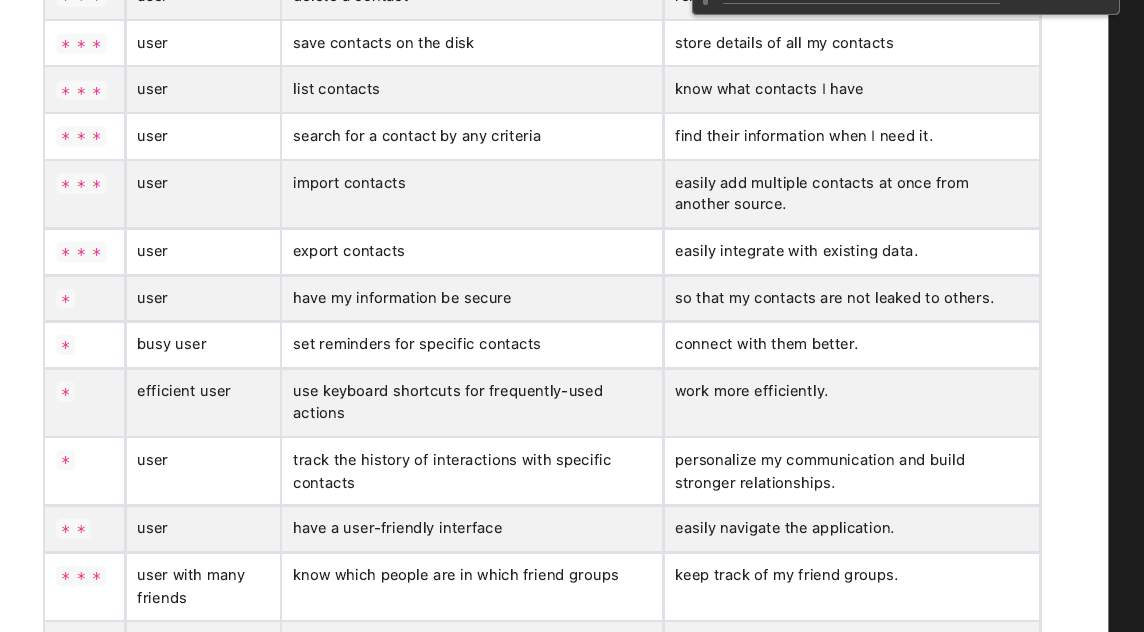 * * * user delete a contact
* * * user save contacts on the disk store details of all my contacts
* * * user list contacts know what contacts I have
* * * user search for a contact by any criteria find their information when I need it.
* * * user import contacts easily add multiple contacts at once from
another source.
* * * user export contacts easily integrate with existing data.
* user have my information be secure so that my contacts are not leaked to others.
* busy user set reminders for specific contacts connect with them better.
* efficient user use keyboard shortcuts for frequently-used work more efficiently.
actions
* user track the history of interactions with specific personalize my communication and build
contacts stronger relationships.
* * user have a user-friendly interface easily navigate the application.
* * * user with many know which people are in which friend groups keep track of my friend groups.
friends